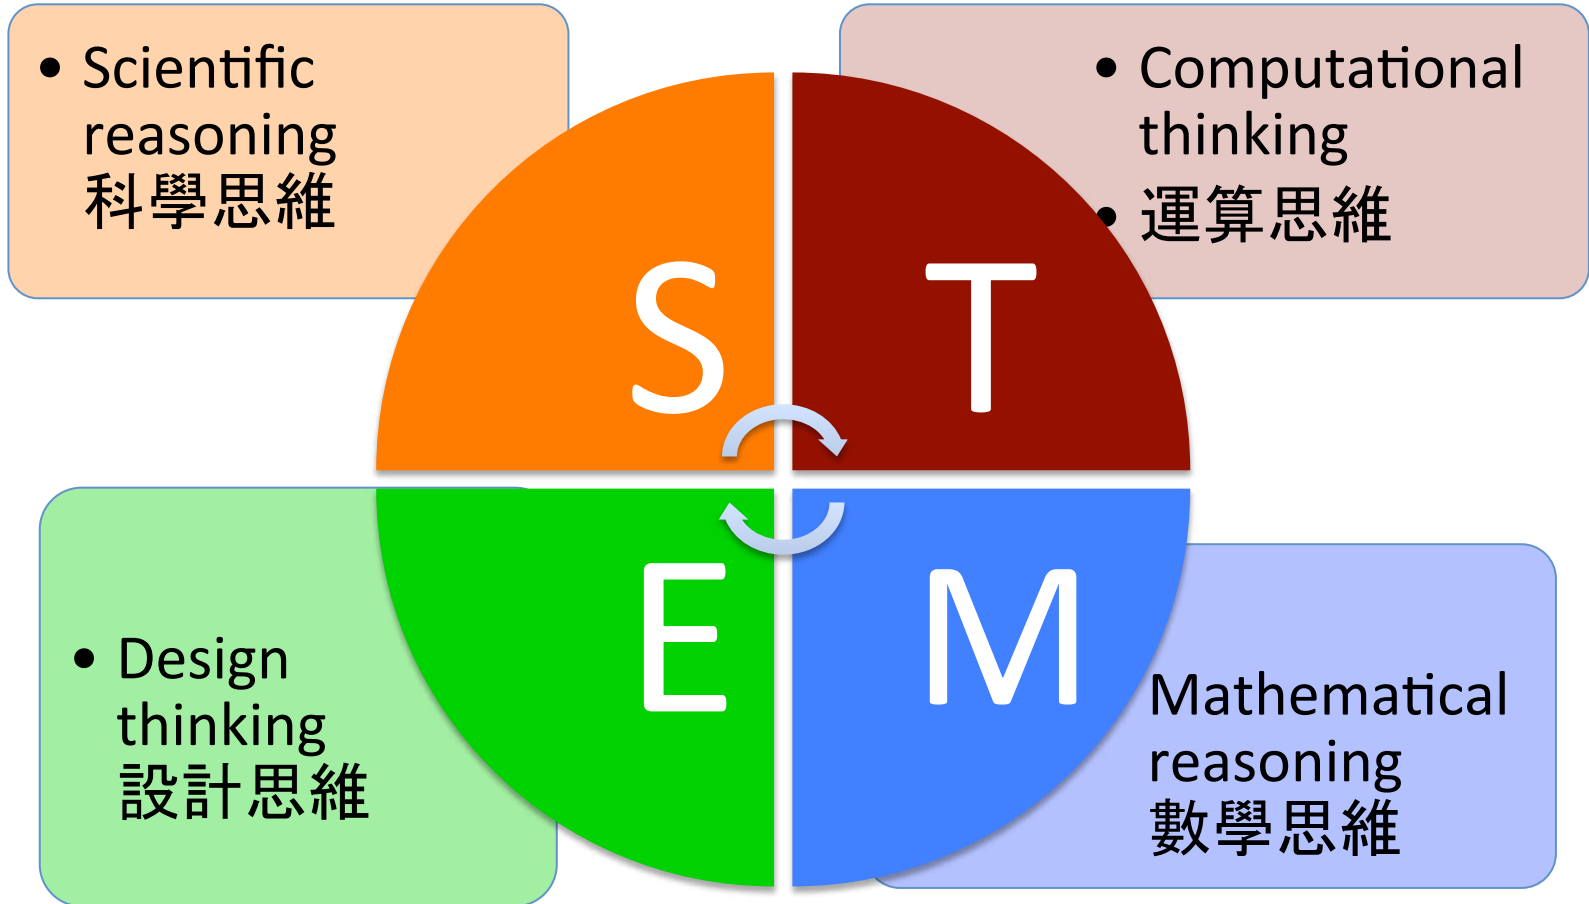 • Scientific
reasoning
科學思維
• Computational
thinking
• 運算思維
S
T
E
M
• Design
thinking
設計思維
Mathematical
reasoning
數學思維